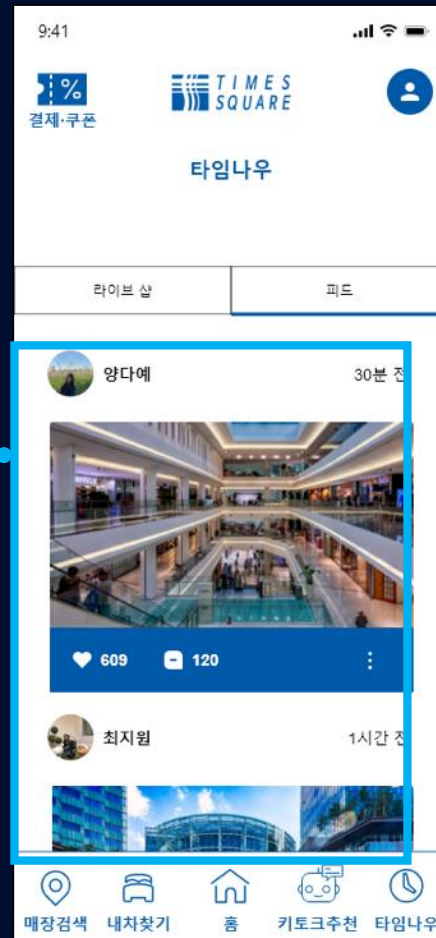 9:41
%
결제·쿠폰
TIMES
SQUARE
타임나우
라이브 샵
피드
양다예
30분 전
609
120
최지원
1시간 전
매장검색
내차찾기
홈
키토크추천
타임나우